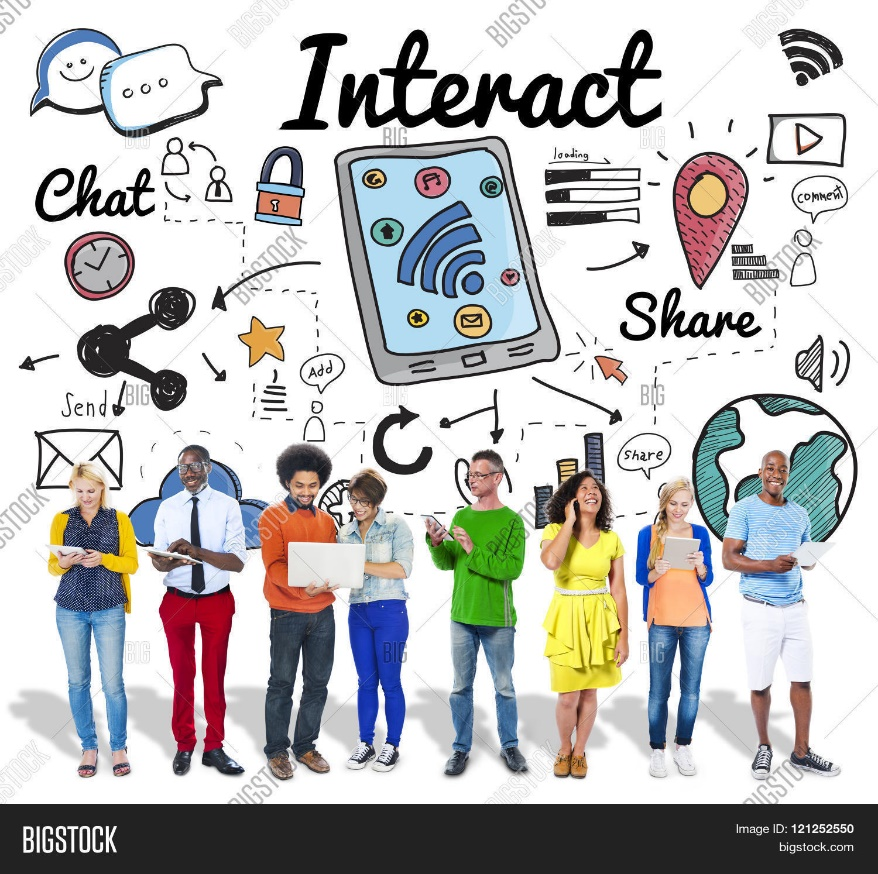 Interact
Chat
loading
comment
Share
Add
Send
share
BIGSTOCK
Image ID: 121252550
bigstock.com